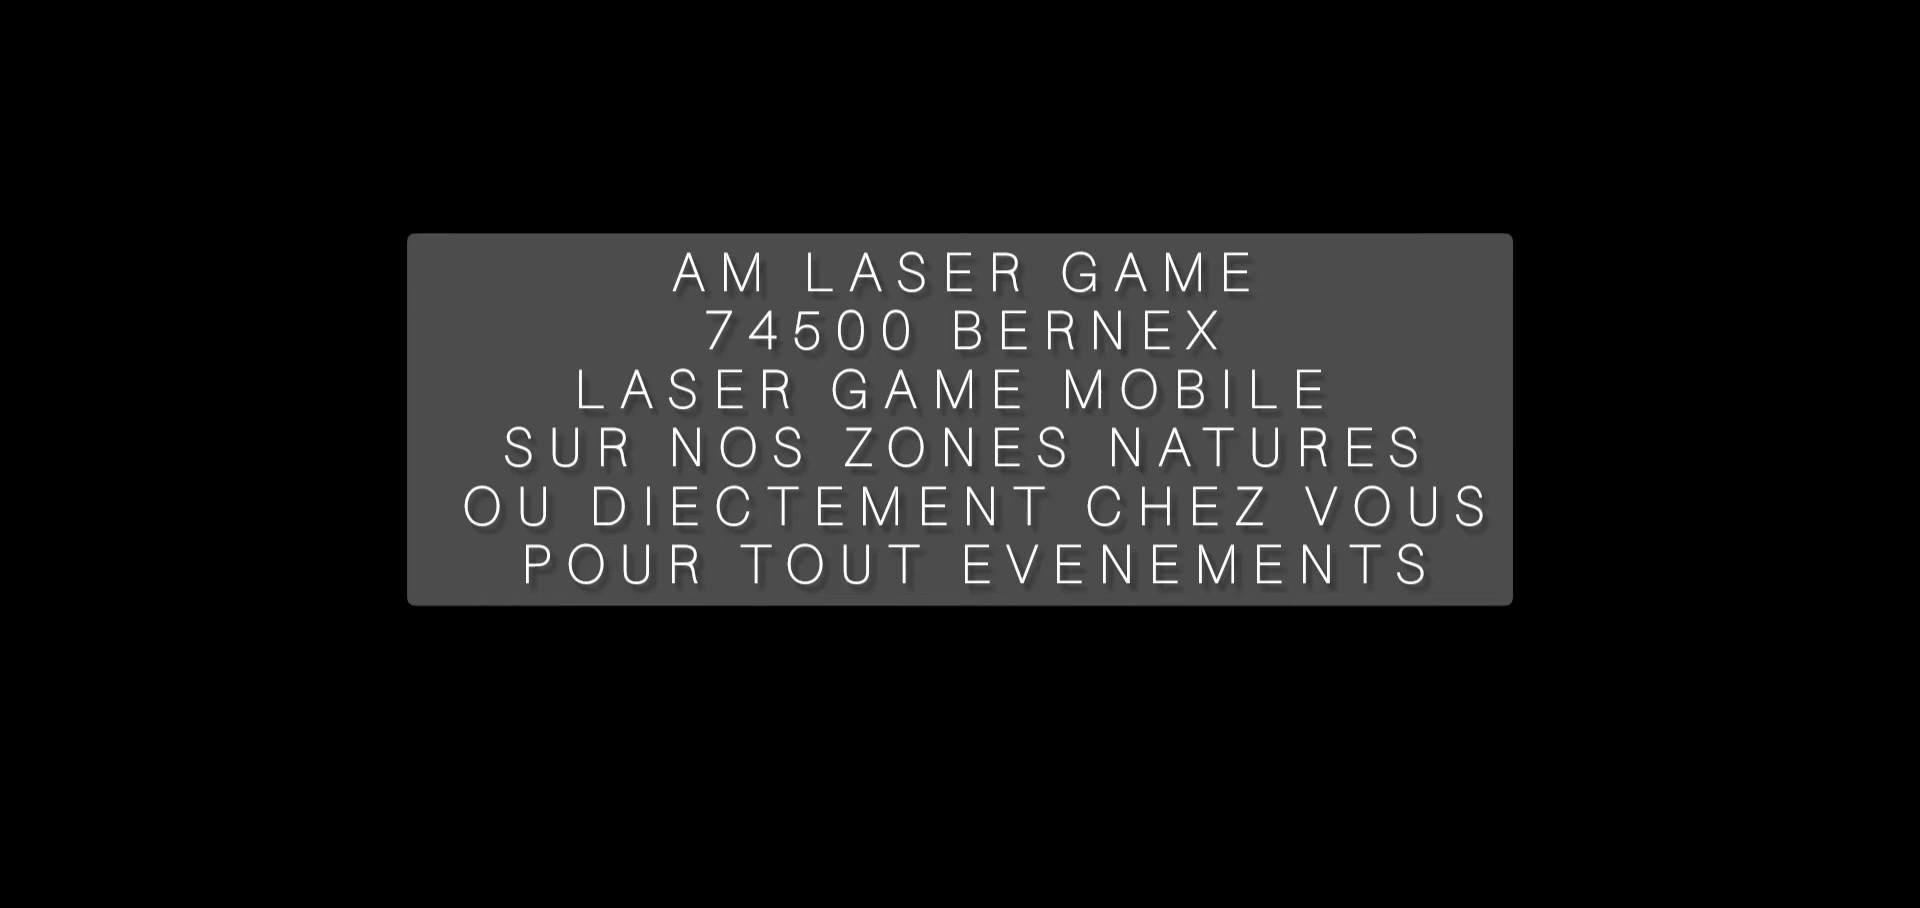 AM LASER GAME
74500 BERNEX
LASER GAME MOBILE
SUR NOS ZONES NATURES
OU DIECTEMENT CHEZ VOUS
POUR TOUT EVENEMENTS